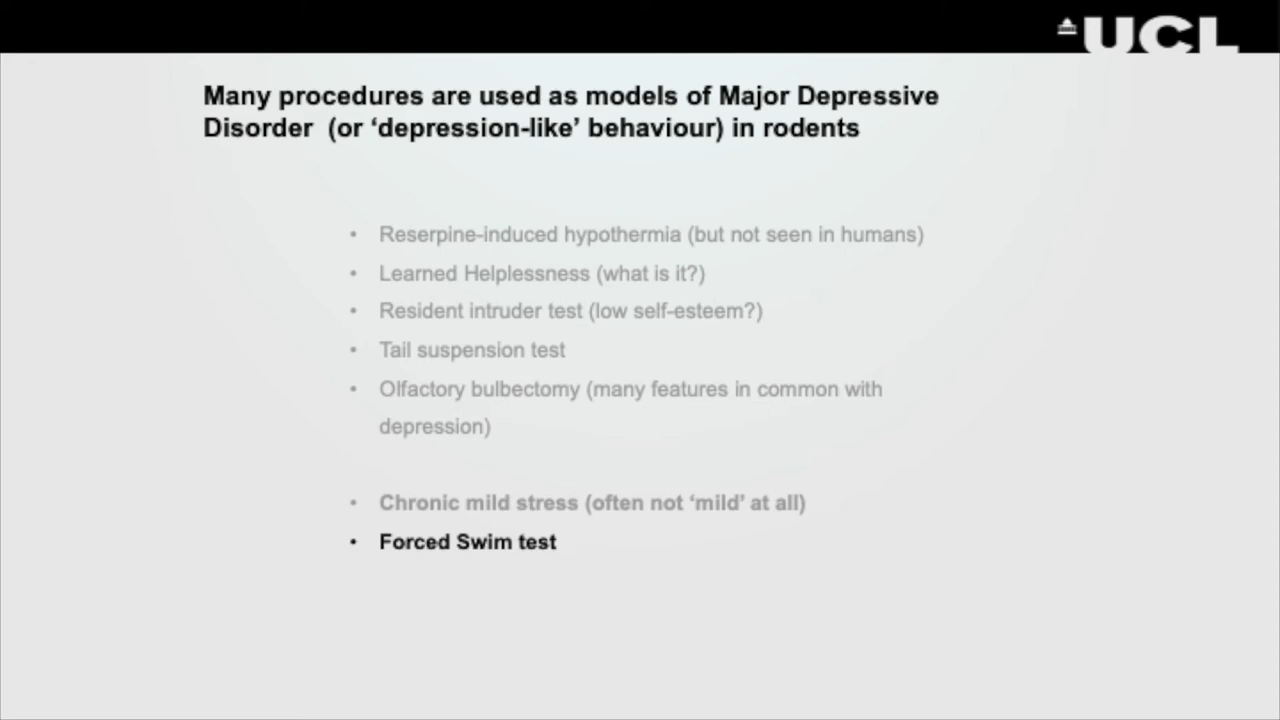 UCL
Many procedures are used as models of Major Depressive
Disorder (or ‘depression-like’ behaviour) in rodents
• Reserpine-induced hypothermia (but not seen in humans)
• Learned Helplessness (what is it?)
• Resident intruder test (low self-esteem?)
• Tail suspension test
• Olfactory bulbectomy (many features in common with
depression)
• Chronic mild stress (often not ‘mild’ at all)
• Forced Swim test